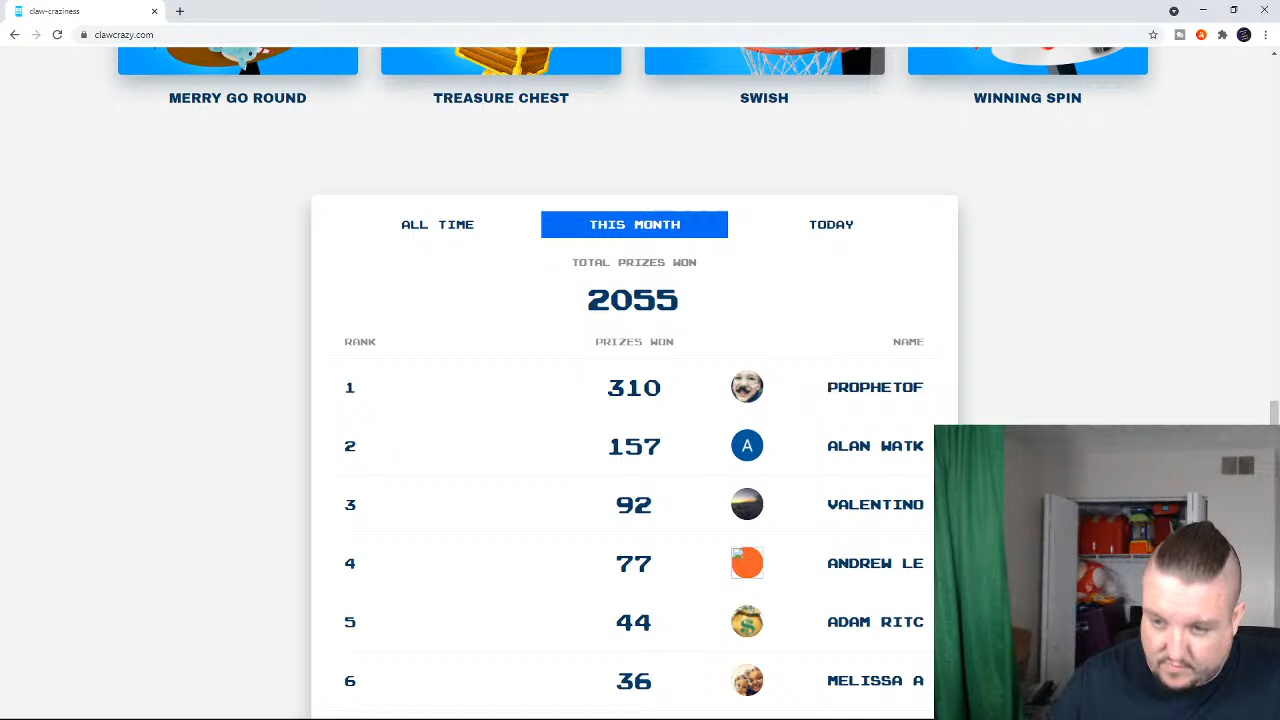 claw-craziness
clawcrazy.com
MERRY GO ROUND
TREASURE CHEST
SWISH
WINNING SPIN
ALL TIME
THIS MONTH
TODAY
TOTAL PRIZES WON
2055
RANK PRIZES WON NAME
1 310 PROPHETOF
2 157 A ALAN WATK
3 92 VALENTINO
4 77 ANDREW LE
5 44 $ ADAM RITC
6 36 MELISSA A